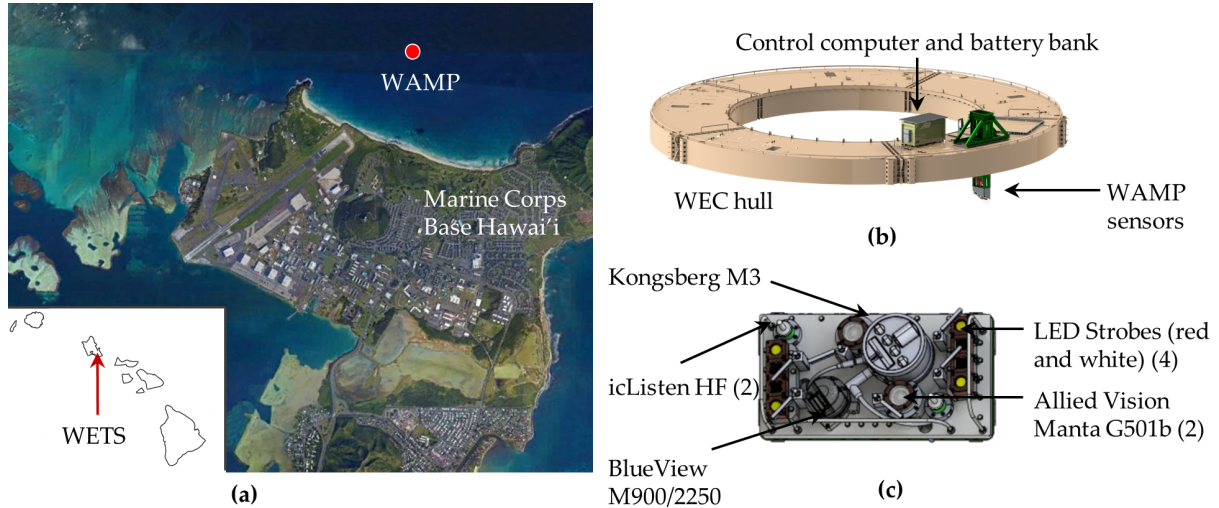 WAMP
Marine Corps
Base Hawai'i
WETS
(a)
Control computer and battery bank
WEC hull
WAMP
sensors
(b)
Kongsberg M3
icListen HF (2)
BlueView
M900/2250
LED Strobes (red
and white) (4)
Allied Vision
Manta G501b (2)
(c)